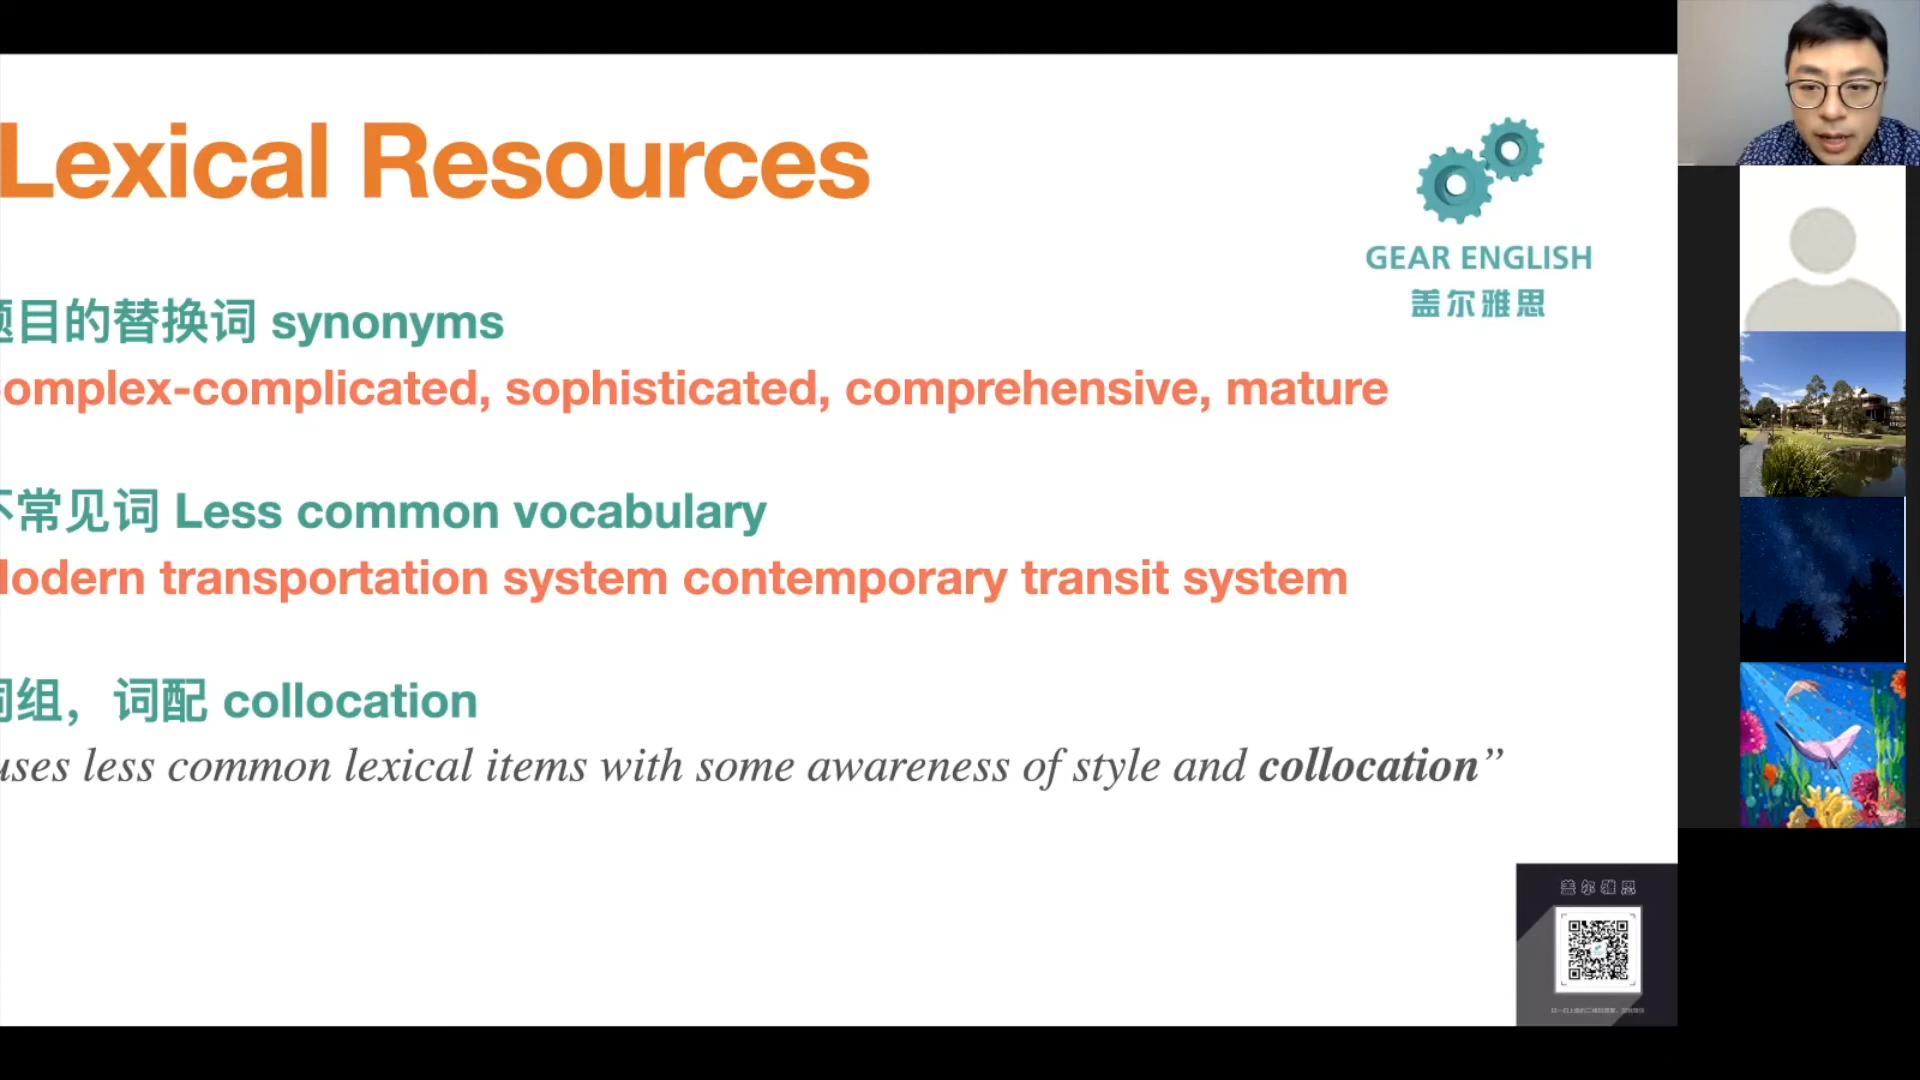 Lexical Resources
GEAR ENGLISH
盖尔雅思
题目的替换词 synonyms
omplex-complicated, sophisticated, comprehensive, mature
不常见词 Less common vocabulary
odern transportation system contemporary transit system
词组，词配 collocation
uses less common lexical items with some awareness of style and collocation”
盖尔雅思